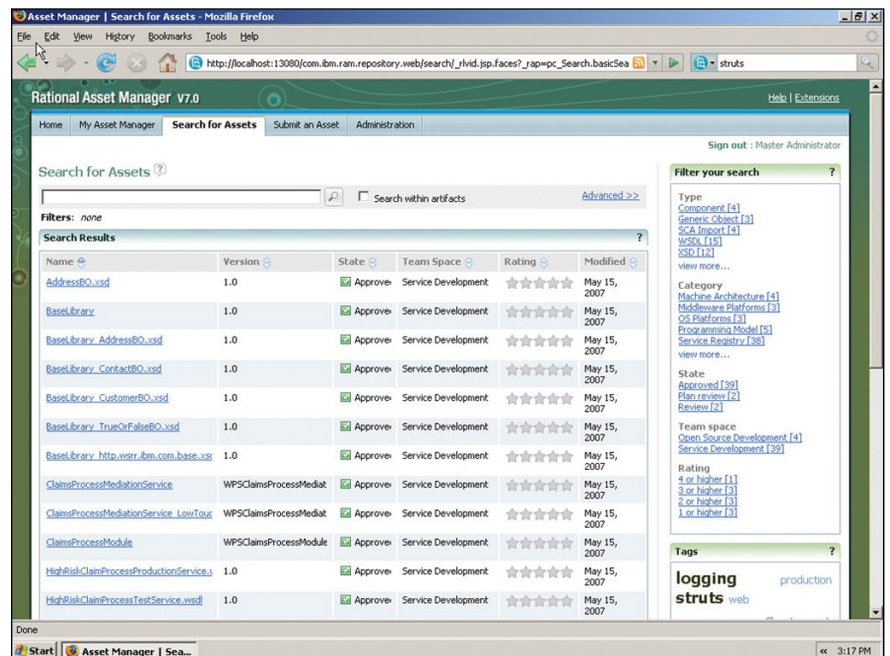 Asset Manager | Search for Assets - Mozilla Firefox
File Edit View History Bookmarks Tools Help
http://localhost:13080/com.ibm.ram.repository.web/search/_rlvid.jsp.faces?_rap=pc_Search.basicSea struts
Rational Asset Manager V7.0 Help | Extensions
Home My Asset Manager Search for Assets Submit an Asset Administration
Sign out : Master Administrator
Search for Assets ?
Search within artifacts Advanced >>
Filters: none
Search Results ?
Name Version State Team Space Rating Modified
AddressBO.xsd 1.0 Approve Service Development May 15, 2007
BaseLibrary 1.0 Approve Service Development May 15, 2007
BaseLibrary_AddressBO.xsd 1.0 Approve Service Development May 15, 2007
BaseLibrary_ContactBO.xsd 1.0 Approve Service Development May 15, 2007
BaseLibrary_CustomerBO.xsd 1.0 Approve Service Development May 15, 2007
BaseLibrary_TrueOrFalseBO.xsd 1.0 Approve Service Development May 15, 2007
BaseLibrary_http.wsrr.ibm.com.base.xs 1.0 Approve Service Development May 15, 2007
ClaimsProcessMediationService WPSClaimsProcessMediat Approve Service Development May 15, 2007
ClaimsProcessMediationService_LowTouc WPSClaimsProcessMediat Approve Service Development May 15, 2007
ClaimsProcessModule WPSClaimsProcessModule Approve Service Development May 15, 2007
HighRiskClaimProcessProductionService. 1.0 Approve Service Development May 15, 2007
HighRiskClaimProcessTestService.wsdl 1.0 Approve Service Development May 15, 2007
Filter your search ?
Type
Component [4]
Generic Object [3]
SCA Import [4]
WSDL [15]
XSD [12]
view more...
Category
Machine Architecture [4]
Middleware Platforms [3]
OS Platforms [3]
Programming Model [5]
Service Registry [38]
view more...
State
Approved [39]
Plan review [2]
Review [2]
Team space
Open Source Development [4]
Service Development [39]
Rating
4 or higher [1]
3 or higher [3]
2 or higher [3]
1 or higher [3]
Tags ?
logging production
struts web
Done
Start Asset Manager | Sea... « 3:17 PM